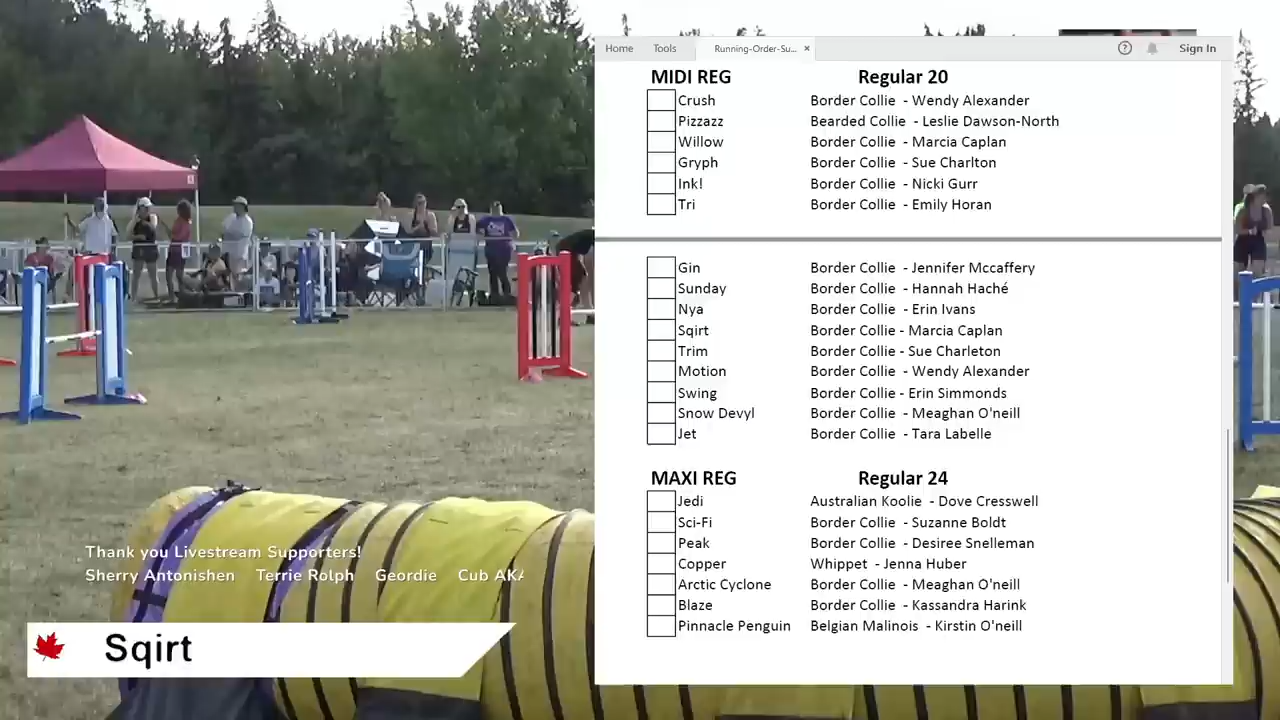 Home Tools Running-Order-Su... × ? Sign In
MIDI REG Regular 20
Crush Border Collie - Wendy Alexander
Pizzazz Bearded Collie - Leslie Dawson-North
Willow Border Collie - Marcia Caplan
Gryph Border Collie - Sue Charlton
Ink! Border Collie - Nicki Gurr
Tri Border Collie - Emily Horan
Gin Border Collie - Jennifer Mccaffery
Sunday Border Collie - Hannah Haché
Nya Border Collie - Erin Ivans
Sqirt Border Collie - Marcia Caplan
Trim Border Collie - Sue Charleton
Motion Border Collie - Wendy Alexander
Swing Border Collie - Erin Simmonds
Snow Devyl Border Collie - Meaghan O'neill
Jet Border Collie - Tara Labelle
MAXI REG Regular 24
Jedi Australian Koolie - Dove Cresswell
Sci-Fi Border Collie - Suzanne Boldt
Peak Border Collie - Desiree Snelleman
Copper Whippet - Jenna Huber
Arctic Cyclone Border Collie - Meaghan O'neill
Blaze Border Collie - Kassandra Harink
Pinnacle Penguin Belgian Malinois - Kirstin O'neill
Thank you Livestream Supporters!
Sherry Antonishen Terrie Rolph Geordie Cub AKA
Sqirt